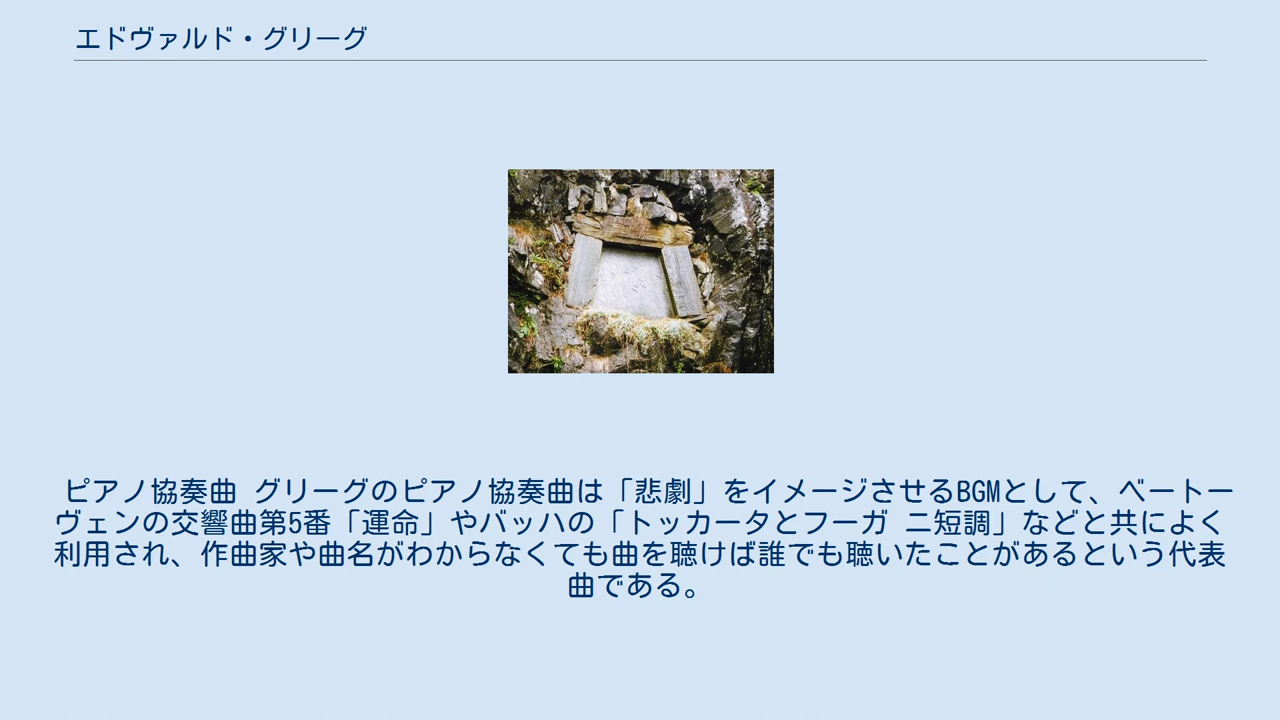 エドヴァルド・グリーグ
ピアノ協奏曲 グリーグのピアノ協奏曲は「悲劇」をイメージさせるBGMとして、ベートー
ヴェンの交響曲第5番「運命」やバッハの「トッカータとフーガ ニ短調」などと共によく
利用され、作曲家や曲名がわからなくても曲を聴けば誰でも聴いたことがあるという代表
曲である。